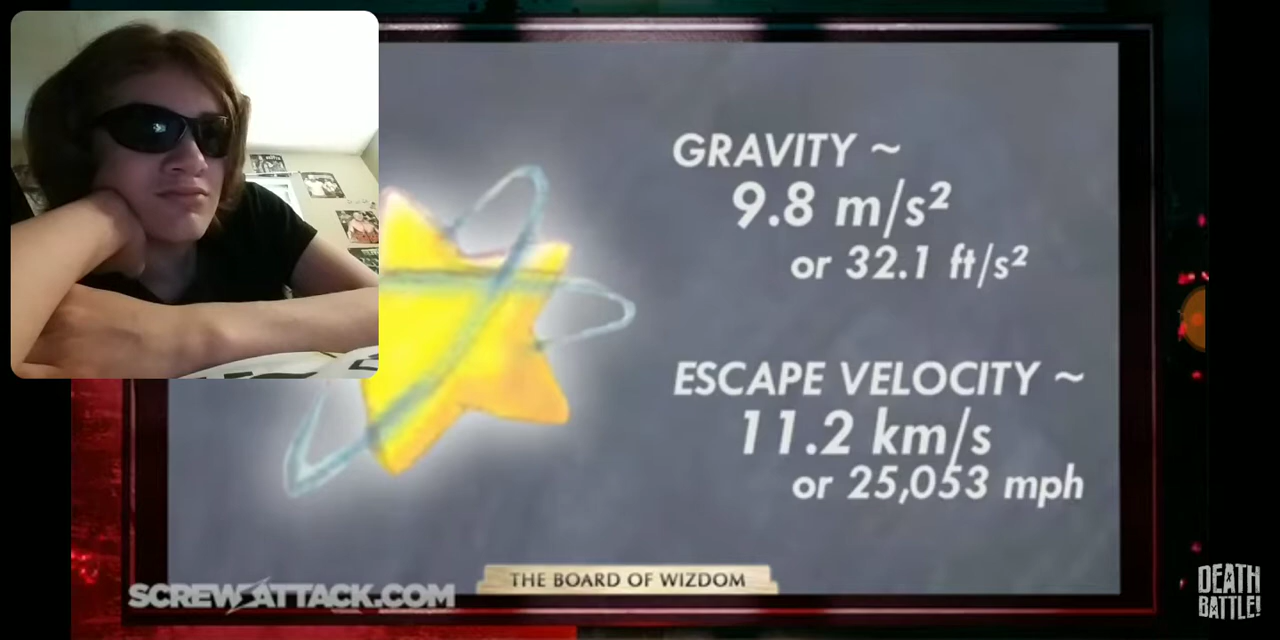 GRAVITY ~
9.8 m/s²
or 32.1 ft/s²
ESCAPE VELOCITY ~
11.2 km/s
or 25,053 mph
THE BOARD OF WIZDOM
SCREWATTACK.COM
DEATH
BATTLE!